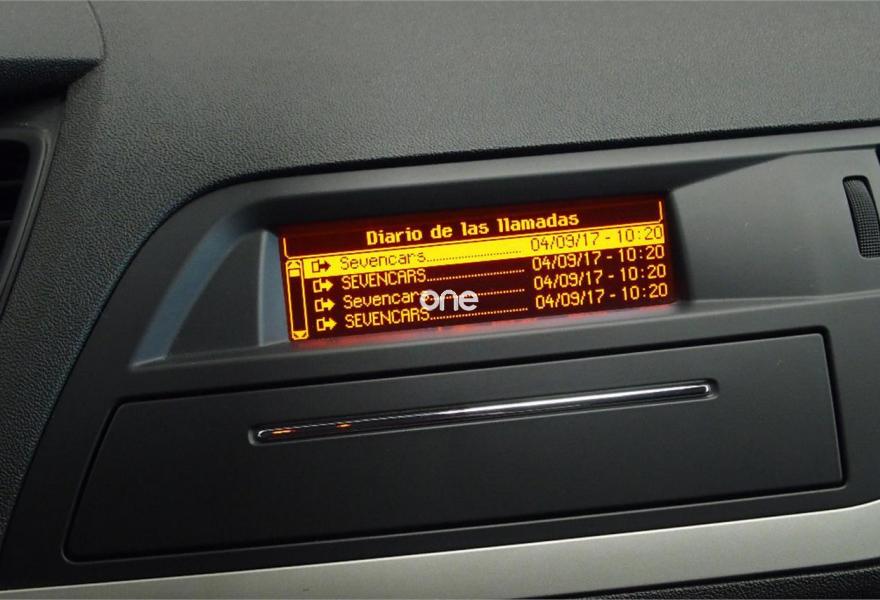 Diario de las llamadas
Sevencars.................... 04/09/17 - 10:20
SEVENCARS.................... 04/09/17 - 10:20
Sevencars.................... 04/09/17 - 10:20
SEVENCARS.................... 04/09/17 - 10:20
one